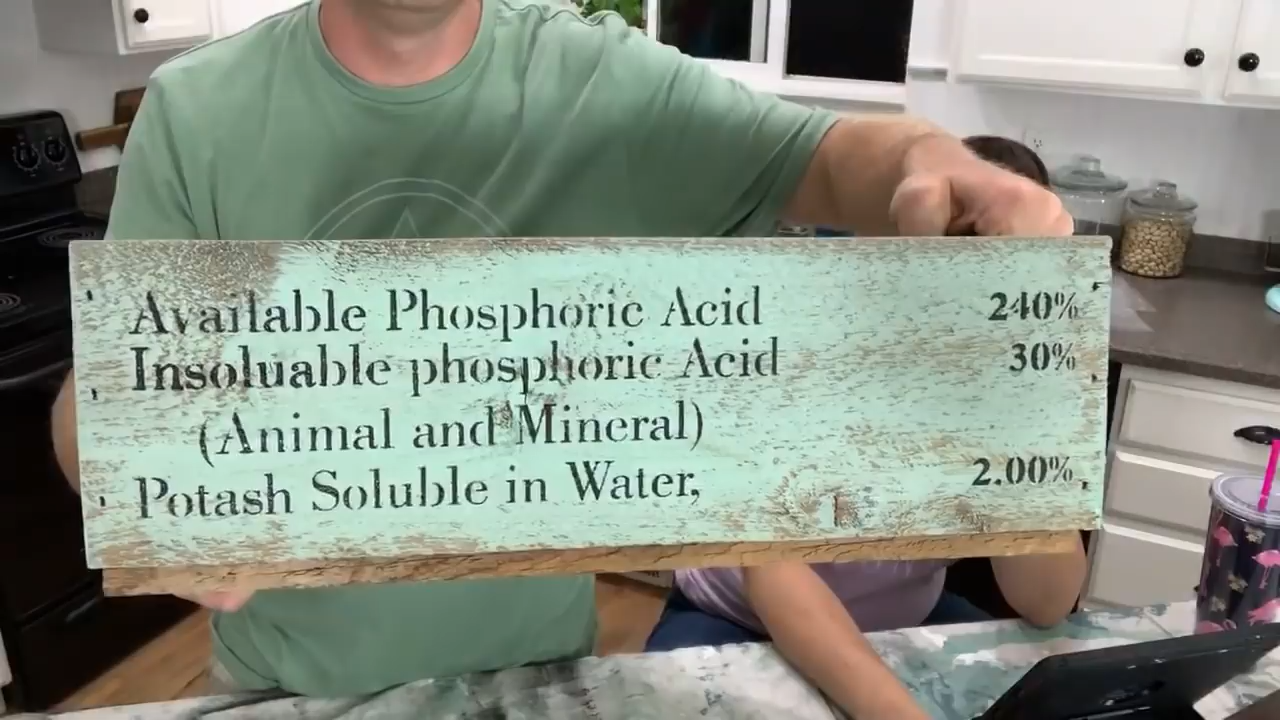 Available Phosphoric Acid 240%
Insoluable phosphoric Acid 30%
(Animal and Mineral)
Potash Soluble in Water, 2.00%